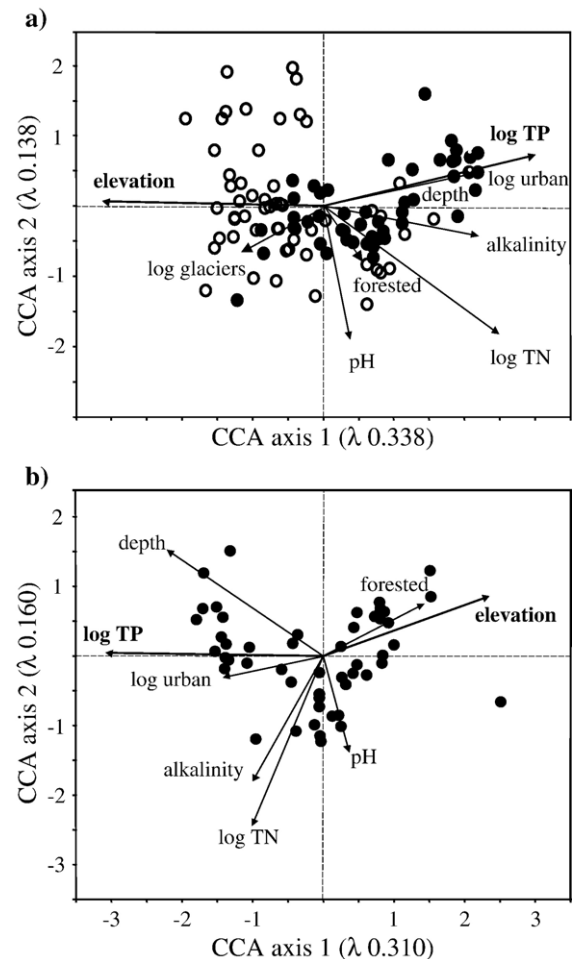 a)
2
1
0
-1
-2
CCA axis 2 (λ 0.138)
elevation
log TP
log urban
depth
alkalinity
log glaciers
forested
pH
log TN
CCA axis 1 (λ 0.338)
b)
2
1
0
-1
-2
-3
CCA axis 2 (λ 0.160)
depth
forested
elevation
log TP
log urban
alkalinity
pH
log TN
-3 -2 -1 0 1 2 3
CCA axis 1 (λ 0.310)